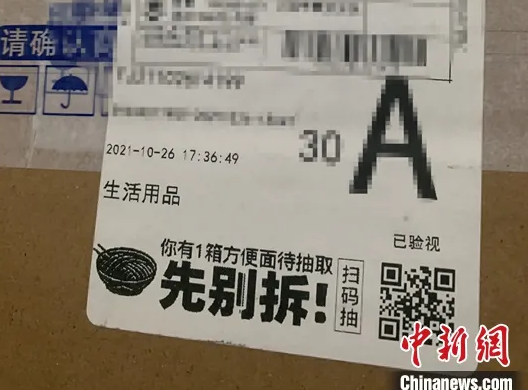 请确认
30
A
2021-10-26 17:36:49
生活用品
已验视
你有1箱方便面待抽取
先别拆!
扫码抽
中新网
Chinanews.com